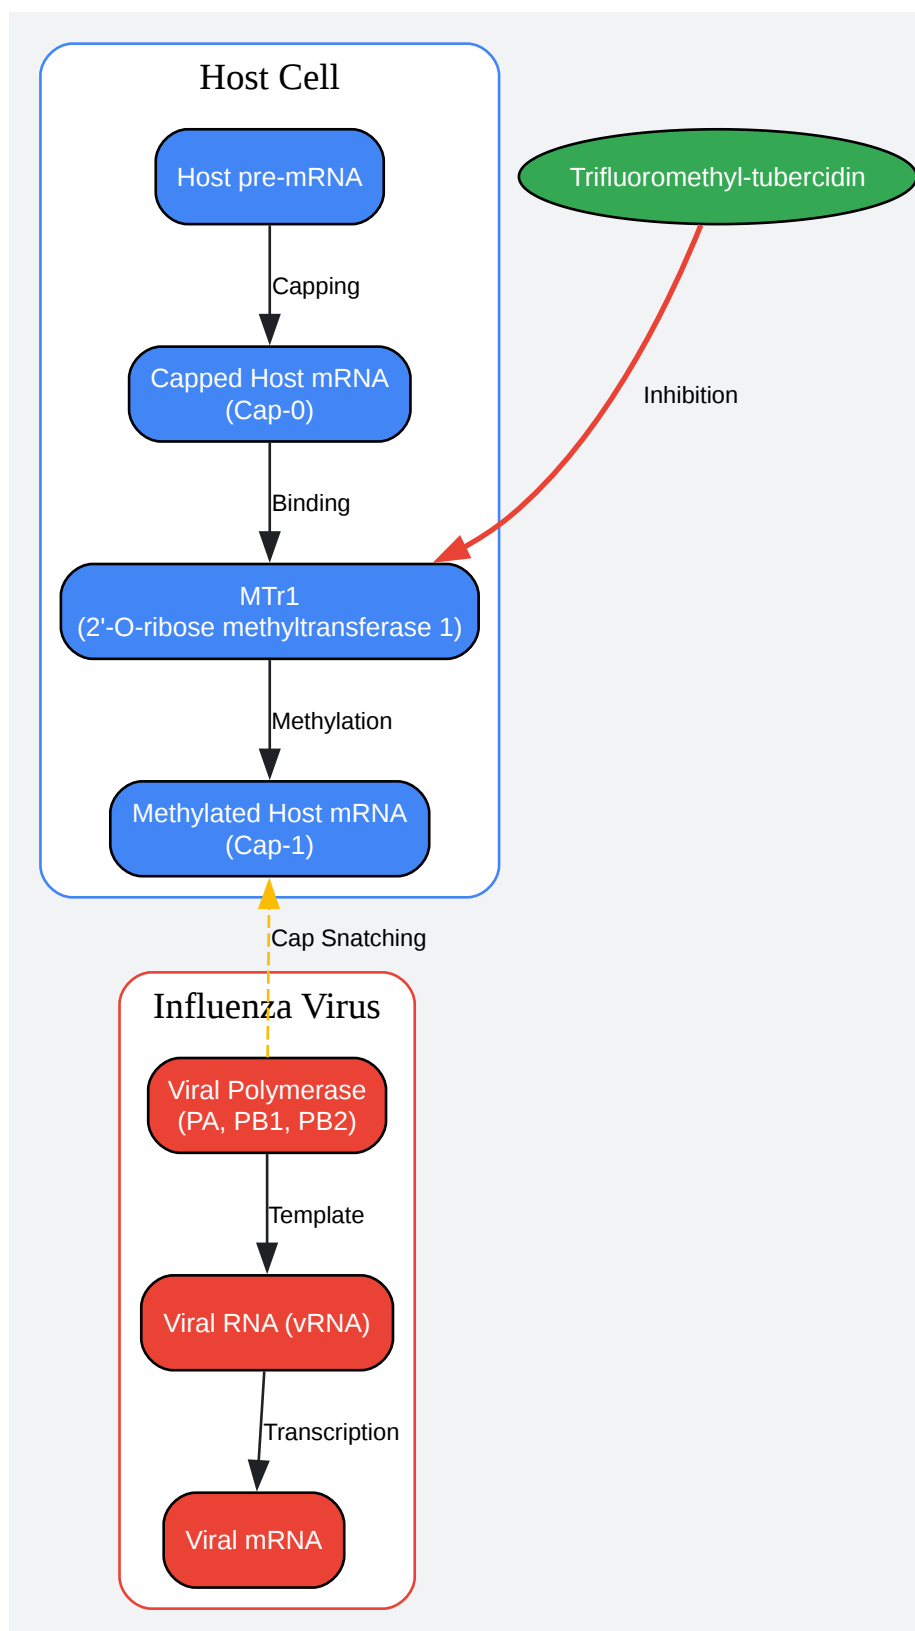 Host Cell
Host pre-mRNA
Trifluoromethyl-tubercidin
Capping
Capped Host mRNA
(Cap-0)
Inhibition
Binding
MTr1
(2'-O-ribose methyltransferase 1)
Methylation
Methylated Host mRNA
(Cap-1)
Cap Snatching
Influenza Virus
Viral Polymerase
(PA, PB1, PB2)
Template
Viral RNA (vRNA)
Transcription
Viral mRNA